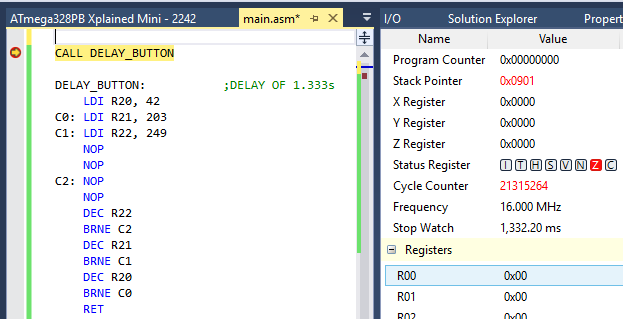 ATmega328PB Xplained Mini - 2242
main.asm*
CALL DELAY_BUTTON
DELAY_BUTTON: ;DELAY OF 1.333s
LDI R20, 42
C0: LDI R21, 203
C1: LDI R22, 249
NOP
NOP
C2: NOP
NOP
DEC R22
BRNE C2
DEC R21
BRNE C1
DEC R20
BRNE C0
RET
I/O Solution Explorer Propert
Name Value
Program Counter 0x00000000
Stack Pointer 0x0901
X Register 0x0000
Y Register 0x0000
Z Register 0x0000
Status Register I T H S V N Z C
Cycle Counter 21315264
Frequency 16.000 MHz
Stop Watch 1,332.20 ms
Registers
R00 0x00
R01 0x00
R02 0x00